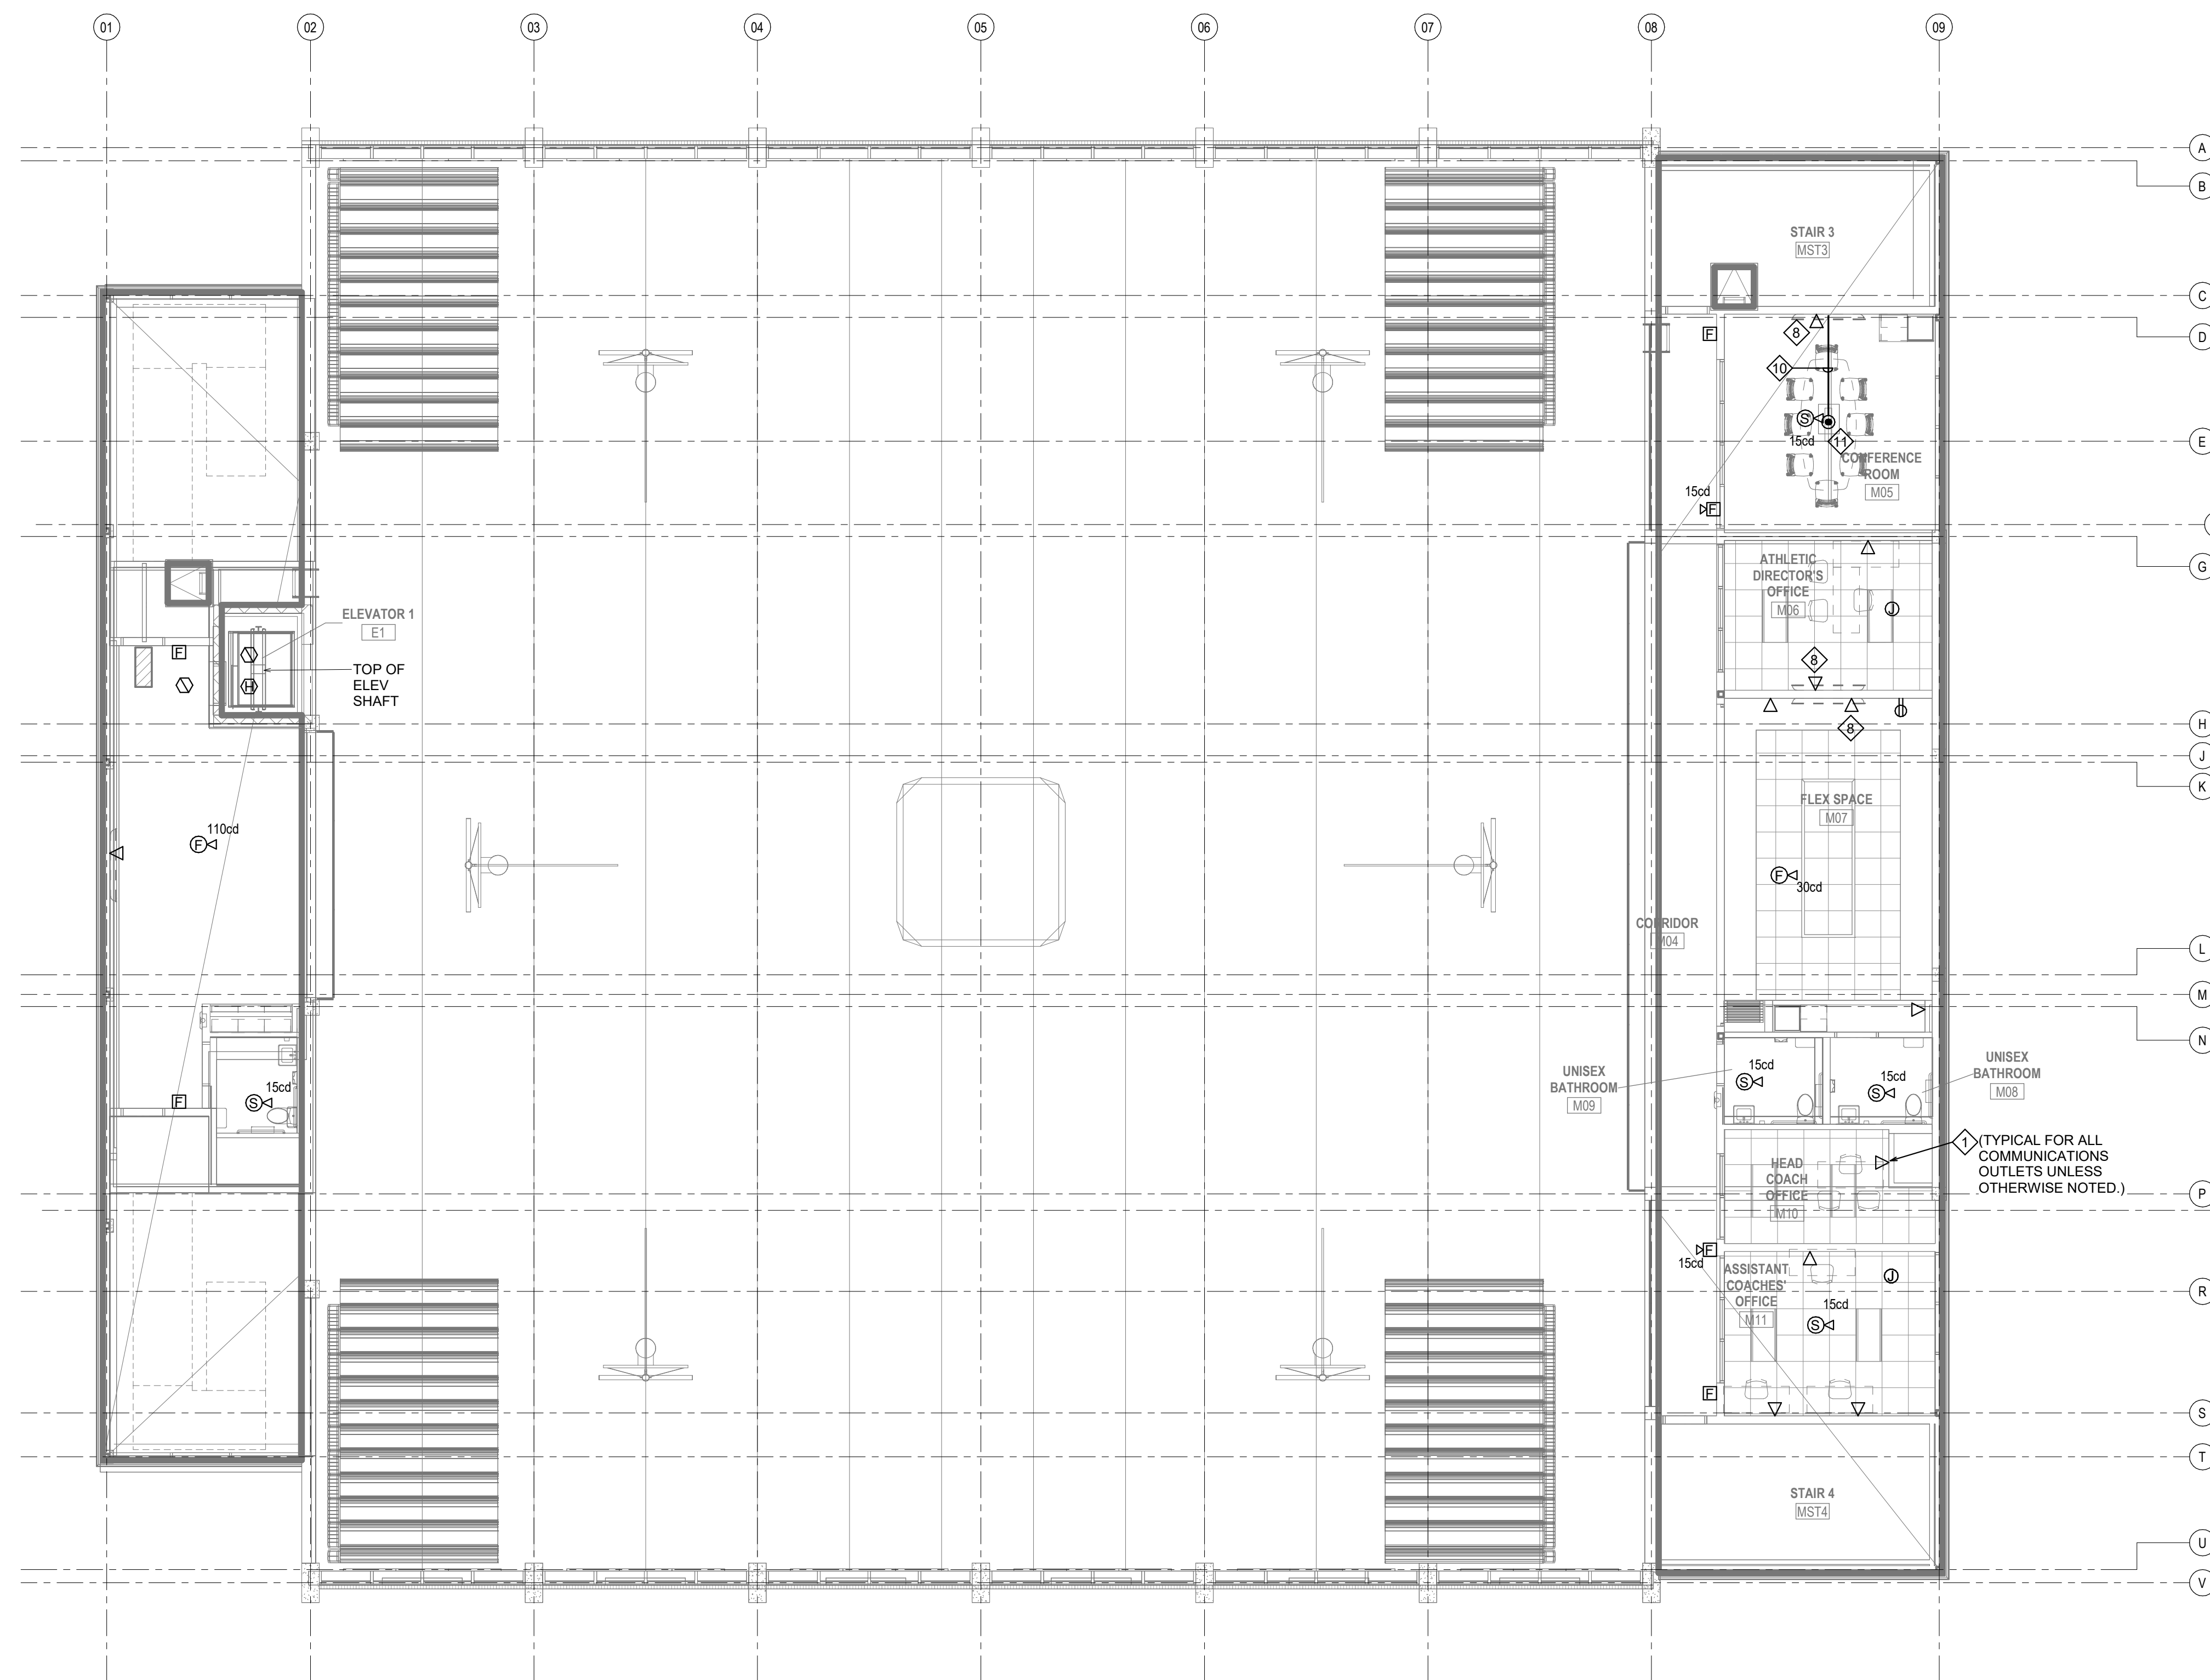 01
02
03
04
05
06
07
08
09
A
B
C
D
E
G
H
J
K
L
M
N
P
R
S
T
U
V
STAIR 3
MST3
F
8
10
S
15cd
11
CONFERENCE
ROOM
M05
15cd
F
ATHLETIC
DIRECTOR'S
OFFICE
M06
J
8
8
ELEVATOR 1
E1
F
H
TOP OF
ELEV
SHAFT
110cd
F
FLEX SPACE
M07
F
30cd
CORRIDOR
M04
15cd
S
F
UNISEX
BATHROOM
M09
15cd
S
15cd
S
UNISEX
BATHROOM
M08
1
(TYPICAL FOR ALL
COMMUNICATIONS
OUTLETS UNLESS
OTHERWISE NOTED.)
HEAD
COACH
OFFICE
M10
F
15cd
ASSISTANT
COACHES'
OFFICE
M11
J
15cd
S
F
STAIR 4
MST4